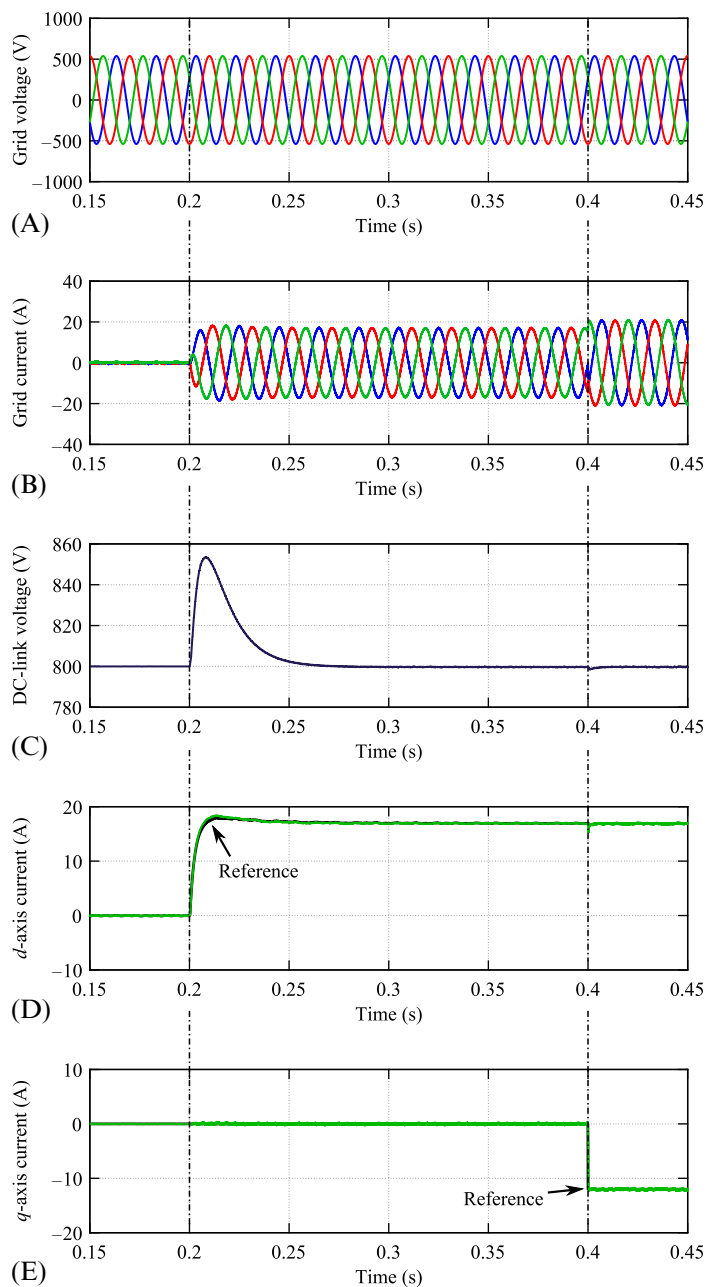 1000
500
0
−500
−1000
Grid voltage (V)
0.15 0.2 0.25 0.3 0.35 0.4 0.45
Time (s)
(A)
40
20
0
−20
−40
Grid current (A)
0.15 0.2 0.25 0.3 0.35 0.4 0.45
Time (s)
(B)
860
840
820
800
780
DC-link voltage (V)
0.15 0.2 0.25 0.3 0.35 0.4 0.45
Time (s)
(C)
20
10
0
−10
d-axis current (A)
Reference
0.15 0.2 0.25 0.3 0.35 0.4 0.45
Time (s)
(D)
10
0
−10
−20
q-axis current (A)
Reference
0.15 0.2 0.25 0.3 0.35 0.4 0.45
Time (s)
(E)